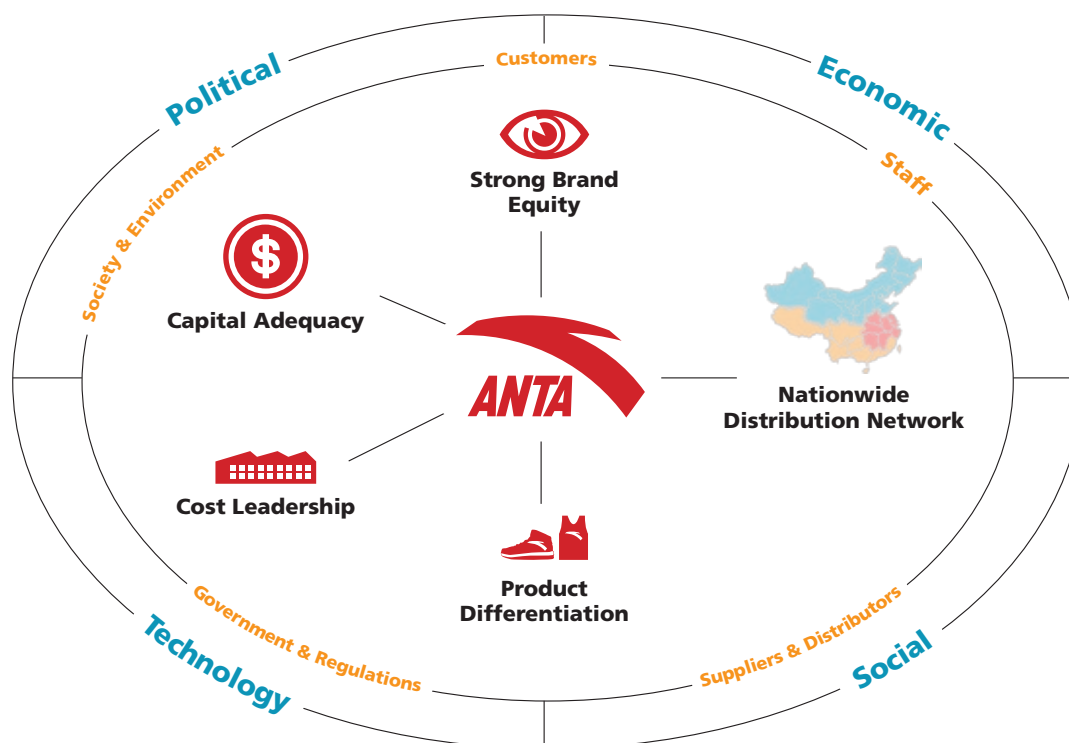 Political
Economic
Customers
Society & Environment
Staff
Strong Brand
Equity
$
Capital Adequacy
ANTA
Nationwide
Distribution Network
Cost Leadership
Product
Differentiation
Government & Regulations
Suppliers & Distributors
Technology
Social